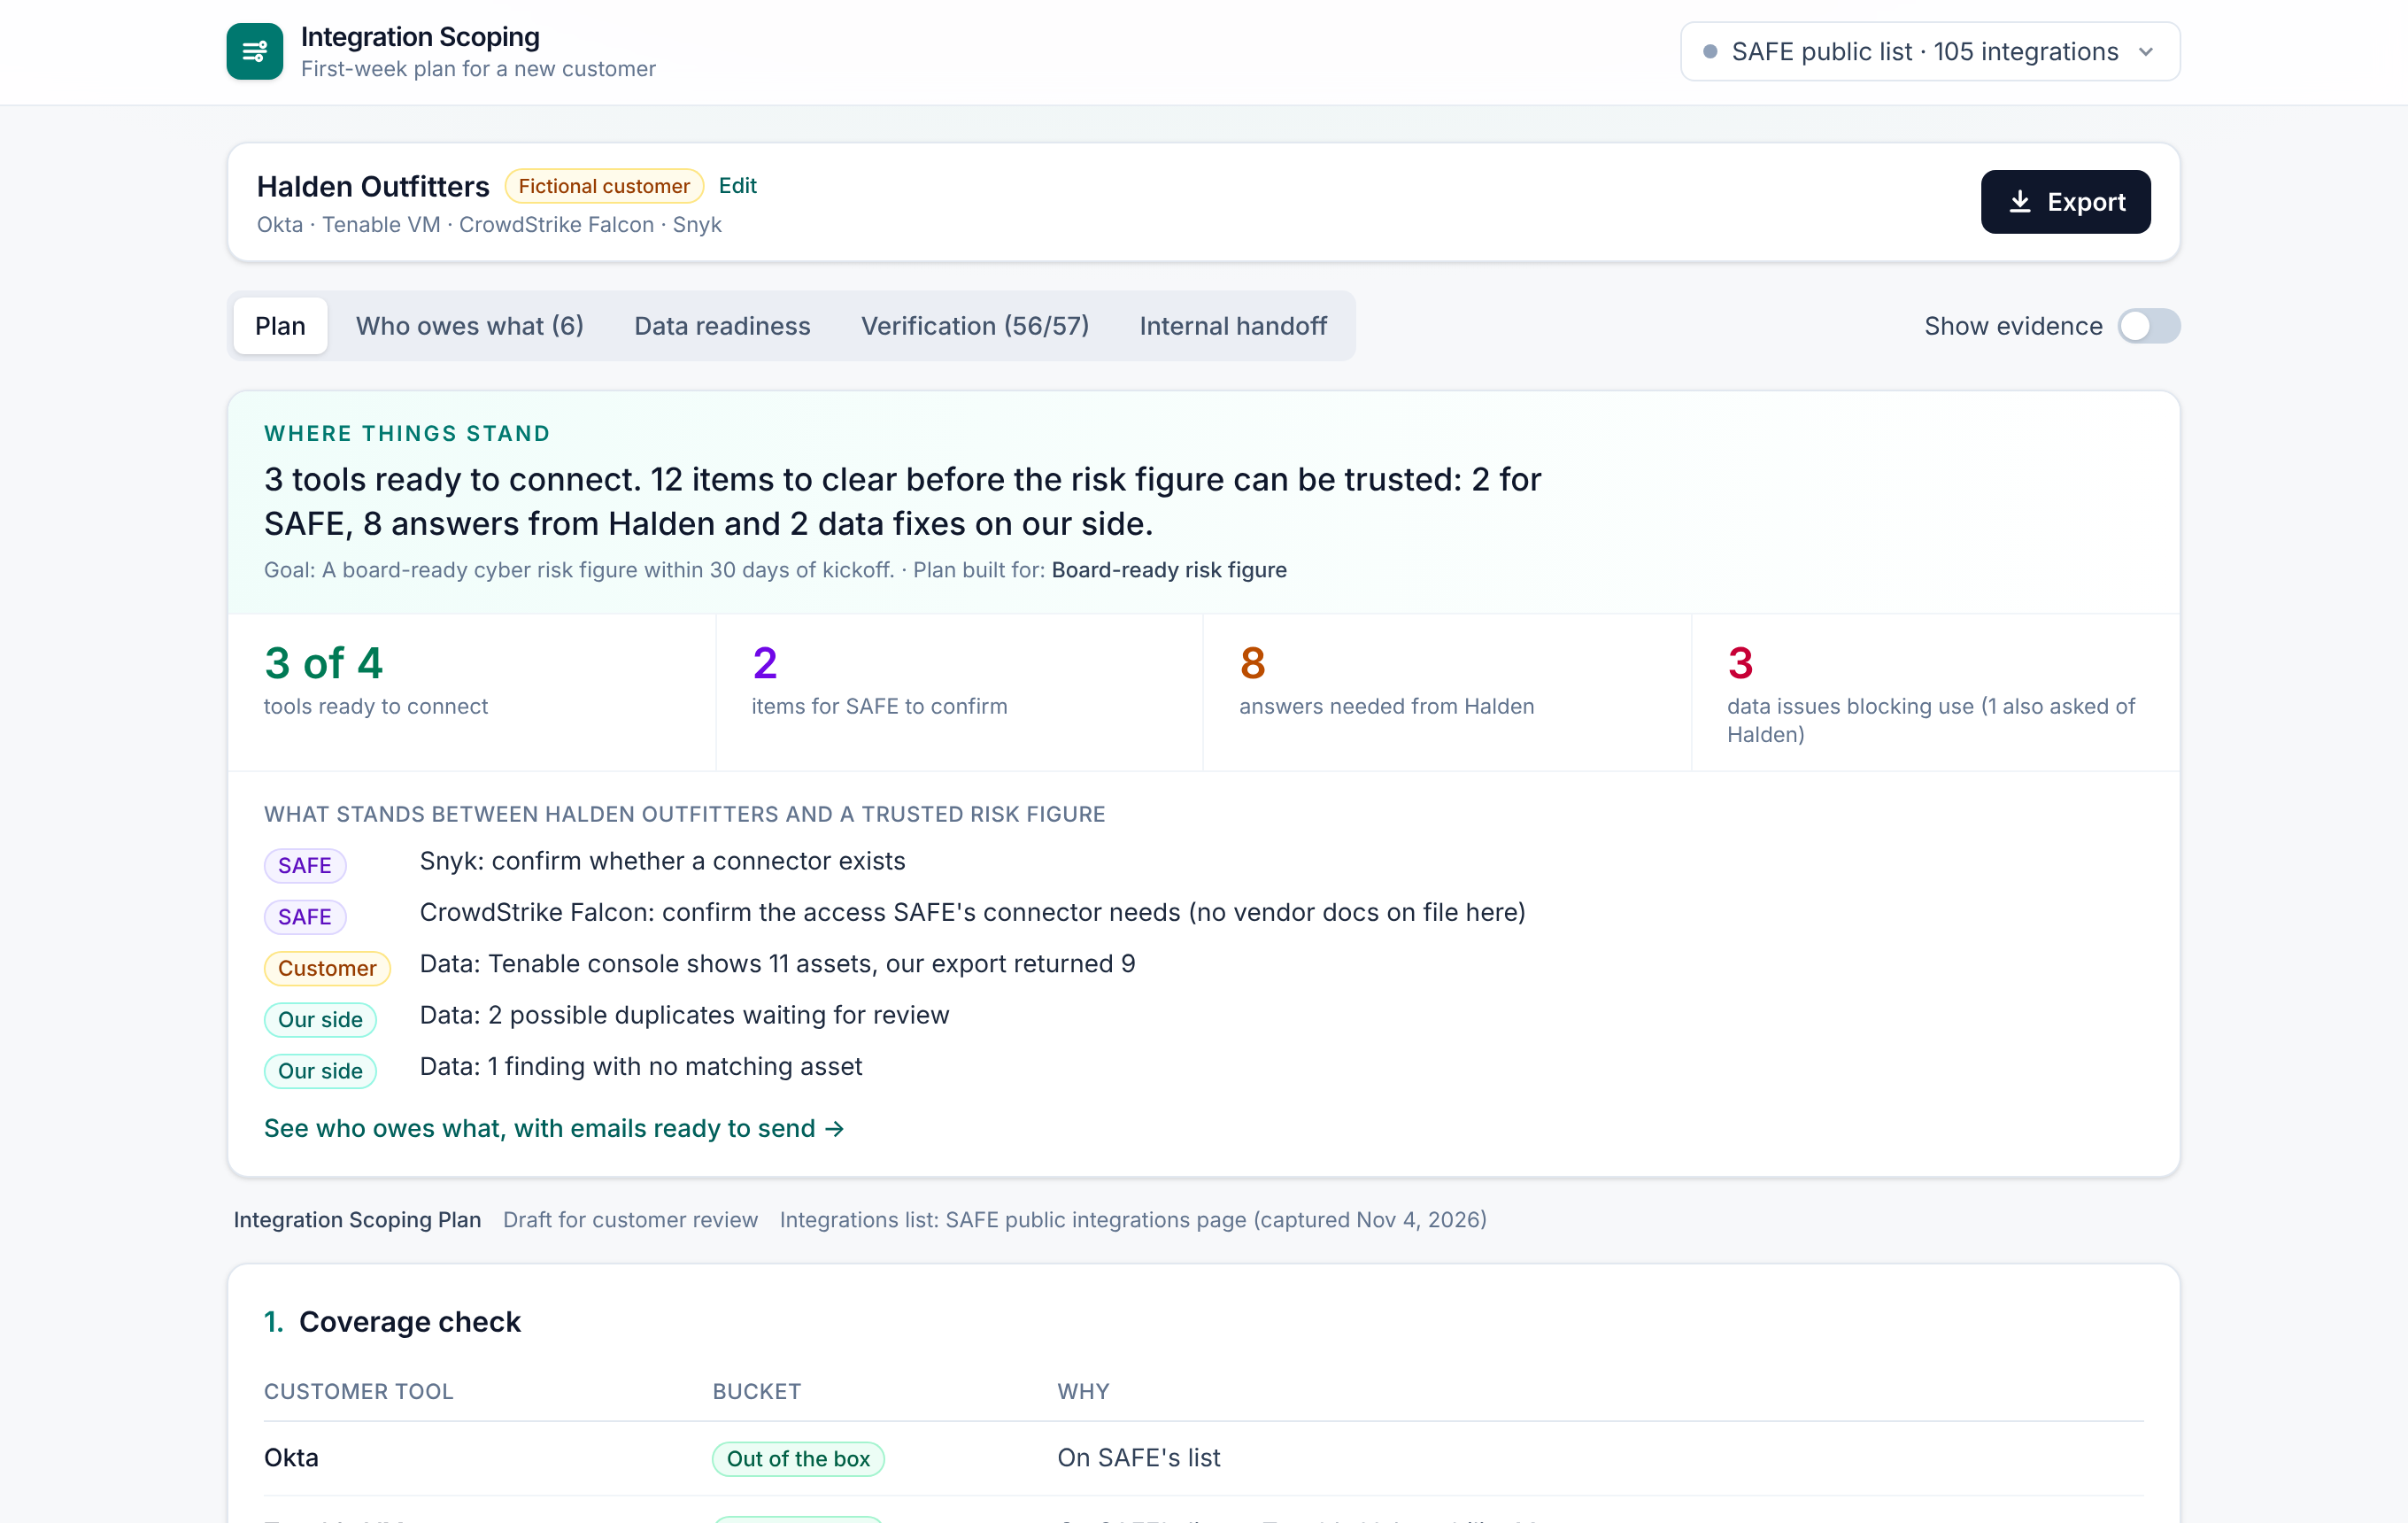 Integration Scoping
First-week plan for a new customer
SAFE public list · 105 integrations
Halden Outfitters Fictional customer Edit
Okta · Tenable VM · CrowdStrike Falcon · Snyk
Export
Plan Who owes what (6) Data readiness Verification (56/57) Internal handoff Show evidence
WHERE THINGS STAND
3 tools ready to connect. 12 items to clear before the risk figure can be trusted: 2 for
SAFE, 8 answers from Halden and 2 data fixes on our side.
Goal: A board-ready cyber risk figure within 30 days of kickoff. · Plan built for: Board-ready risk figure
3 of 4
tools ready to connect
2
items for SAFE to confirm
8
answers needed from Halden
3
data issues blocking use (1 also asked of
Halden)
WHAT STANDS BETWEEN HALDEN OUTFITTERS AND A TRUSTED RISK FIGURE
SAFE Snyk: confirm whether a connector exists
SAFE CrowdStrike Falcon: confirm the access SAFE's connector needs (no vendor docs on file here)
Customer Data: Tenable console shows 11 assets, our export returned 9
Our side Data: 2 possible duplicates waiting for review
Our side Data: 1 finding with no matching asset
See who owes what, with emails ready to send →
Integration Scoping Plan Draft for customer review Integrations list: SAFE public integrations page (captured Nov 4, 2026)
1. Coverage check
CUSTOMER TOOL BUCKET WHY
Okta Out of the box On SAFE's list